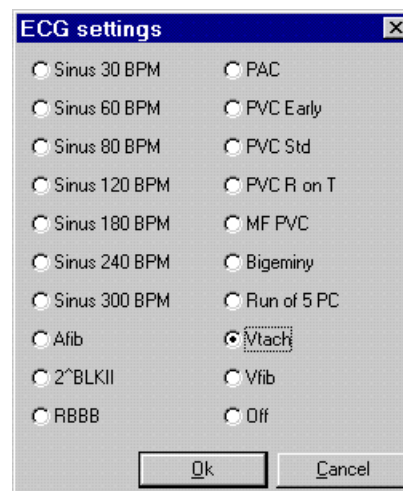 ECG settings
Sinus 30 BPM
Sinus 60 BPM
Sinus 80 BPM
Sinus 120 BPM
Sinus 180 BPM
Sinus 240 BPM
Sinus 300 BPM
Afib
2^BLKII
RBBB
PAC
PVC Early
PVC Std
PVC R on T
MF PVC
Bigeminy
Run of 5 PC
Vtach
Vfib
Off
Ok
Cancel